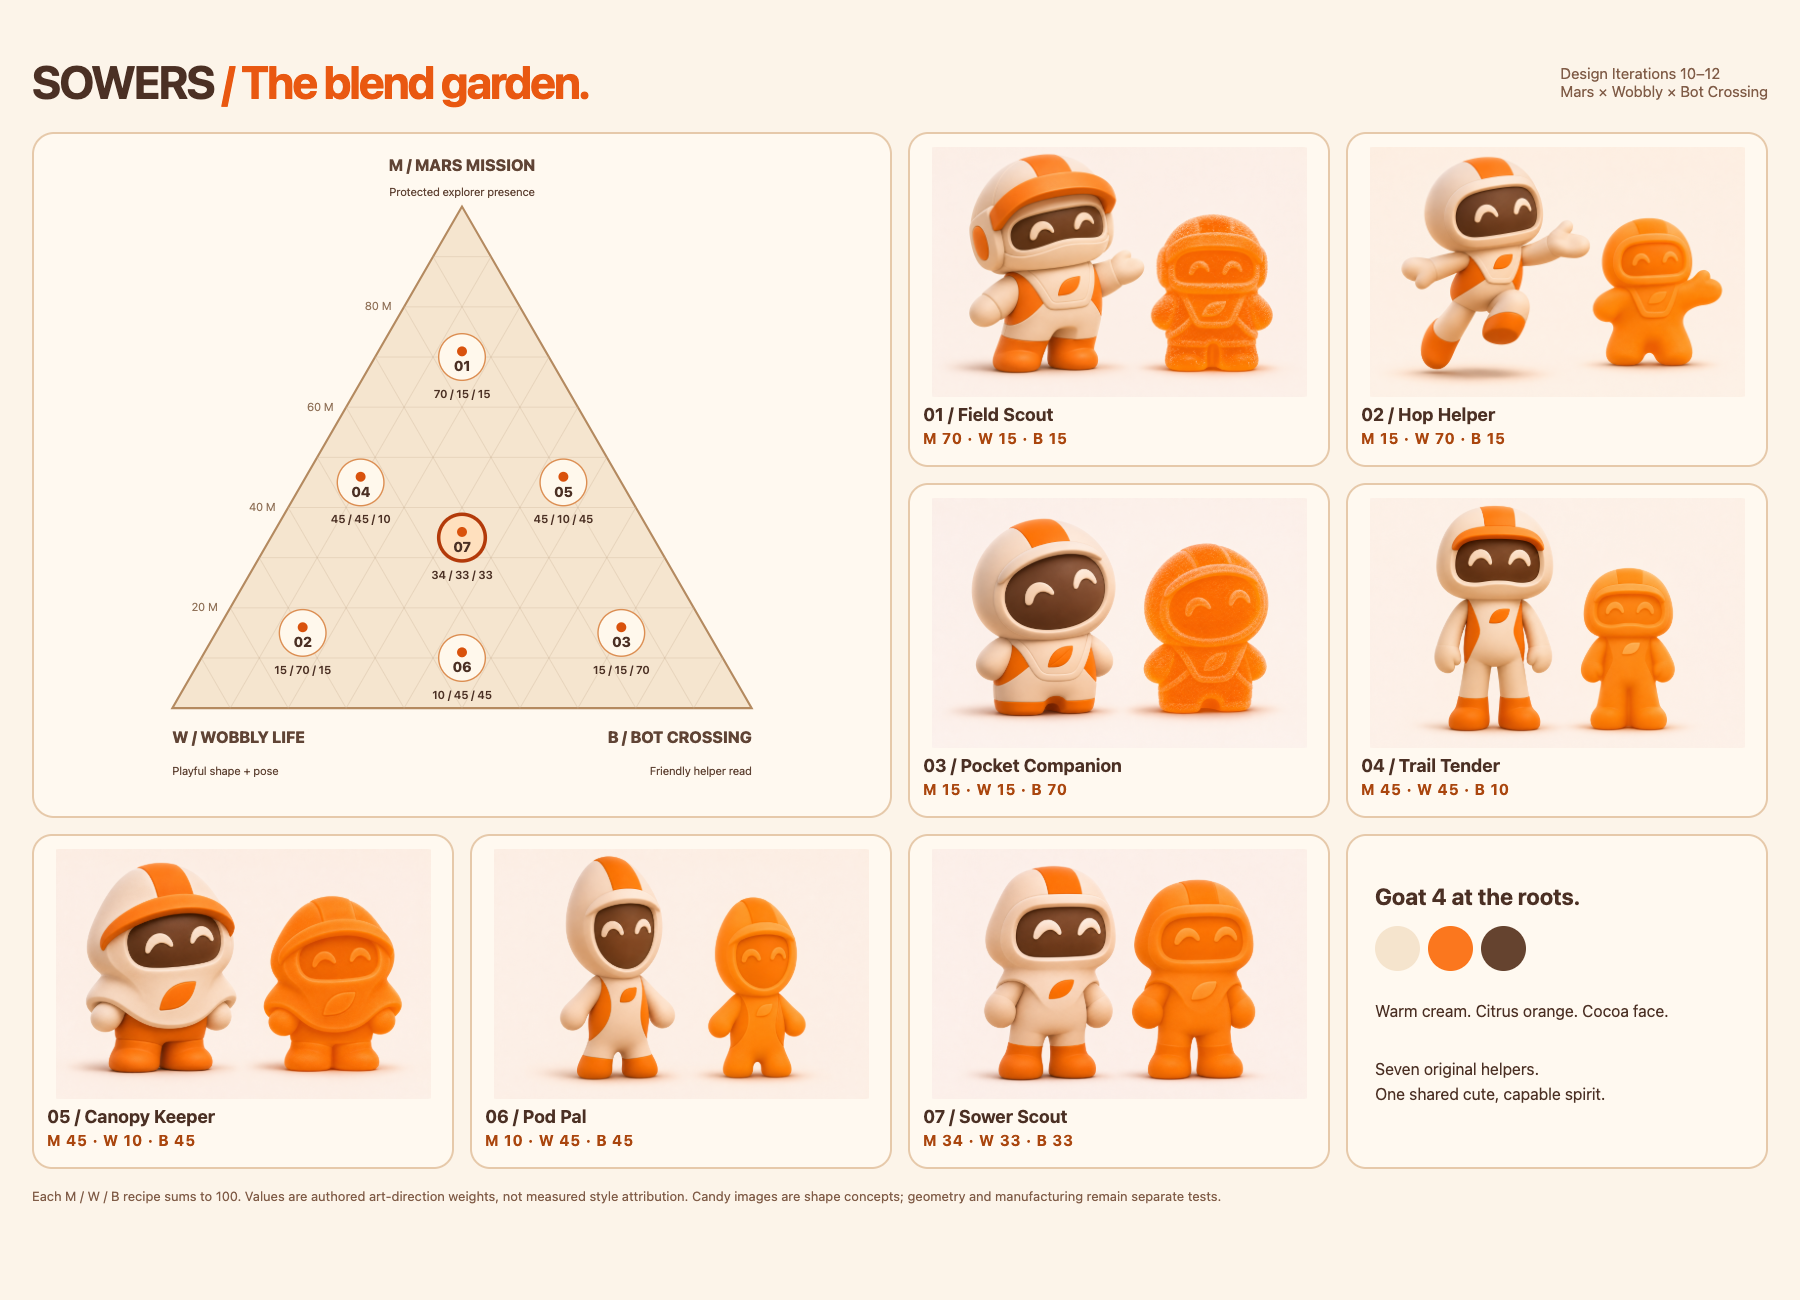 SOWERS / The blend garden.
Design Iterations 10–12
Mars × Wobbly × Bot Crossing
M / MARS MISSION
Protected explorer presence
80 M
01
70 / 15 / 15
60 M
04
45 / 45 / 10
05
45 / 10 / 45
40 M
07
34 / 33 / 33
20 M
02
15 / 70 / 15
06
10 / 45 / 45
03
15 / 15 / 70
W / WOBBLY LIFE
Playful shape + pose
B / BOT CROSSING
Friendly helper read
01 / Field Scout
M 70 · W 15 · B 15
02 / Hop Helper
M 15 · W 70 · B 15
03 / Pocket Companion
M 15 · W 15 · B 70
04 / Trail Tender
M 45 · W 45 · B 10
05 / Canopy Keeper
M 45 · W 10 · B 45
06 / Pod Pal
M 10 · W 45 · B 45
07 / Sower Scout
M 34 · W 33 · B 33
Goat 4 at the roots.
Warm cream. Citrus orange. Cocoa face.
Seven original helpers.
One shared cute, capable spirit.
Each M / W / B recipe sums to 100. Values are authored art-direction weights, not measured style attribution. Candy images are shape concepts; geometry and manufacturing remain separate tests.